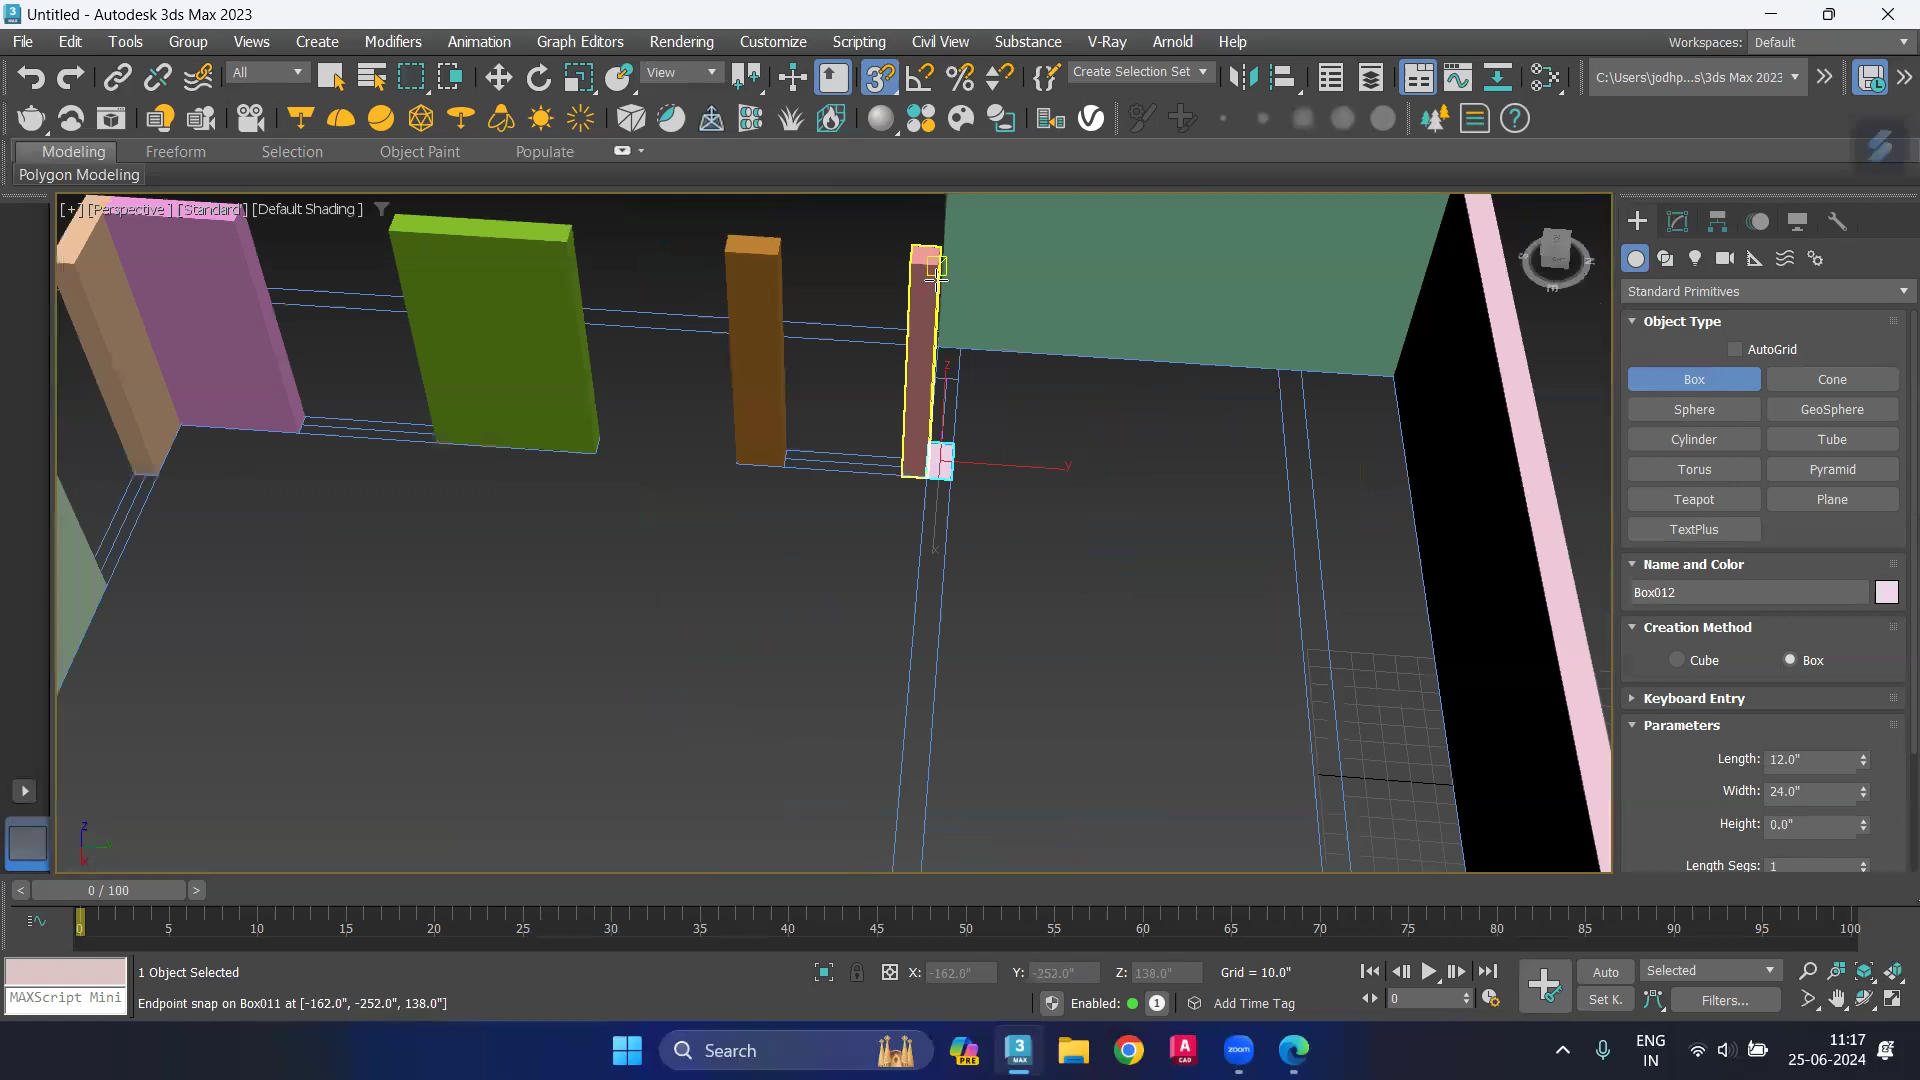 Untitled - Autodesk 3ds Max 2023
File Edit Tools Group Views Create Modifiers Animation Graph Editors Rendering Customize Scripting Civil View Substance V-Ray Arnold Help Workspaces: Default
All View Create Selection Set C:\Users\jodhp...s\3ds Max 2023
Modeling Freeform Selection Object Paint Populate
Polygon Modeling
[+] [Perspective ] [Standard ] [Default Shading ]
Standard Primitives
Object Type
AutoGrid
Box Cone
Sphere GeoSphere
Cylinder Tube
Torus Pyramid
Teapot Plane
TextPlus
Name and Color
Box012
Creation Method
Cube Box
Keyboard Entry
Parameters
Length: 12.0"
Width: 24.0"
Height: 0.0"
Length Segs: 1
z
y
x
z
x
0 / 100
0 5 10 15 20 25 30 35 40 45 50 55 60 65 70 75 80 85 90 95 100
1 Object Selected X: -162.0" Y: -252.0" Z: 138.0" Grid = 10.0" Auto Selected
MAXScript Mini Endpoint snap on Box011 at [-162.0", -252.0", 138.0"] Enabled: 1 Add Time Tag 0 Set K. Filters...
Search
PRE
3
MAX
A
CAD
zoom
ENG
IN
11:17
25-06-2024